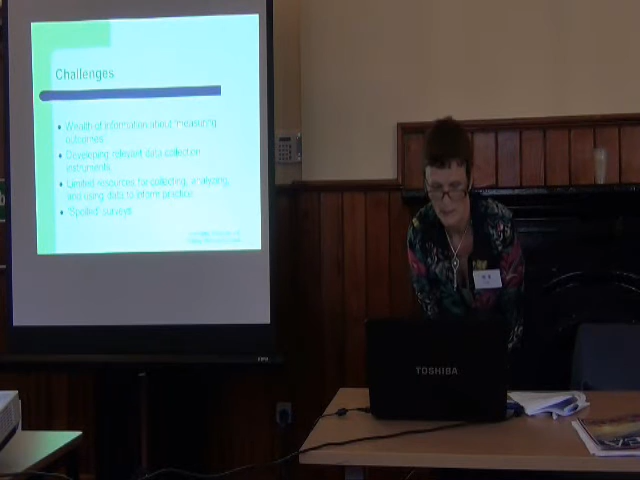 Challenges
• Wealth of information about 'measuring
outcomes'
• Developing relevant data collection
instruments
• Limited resources for collecting, analyzing,
and using data to inform practice
• 'Spoiled' surveys
TOSHIBA